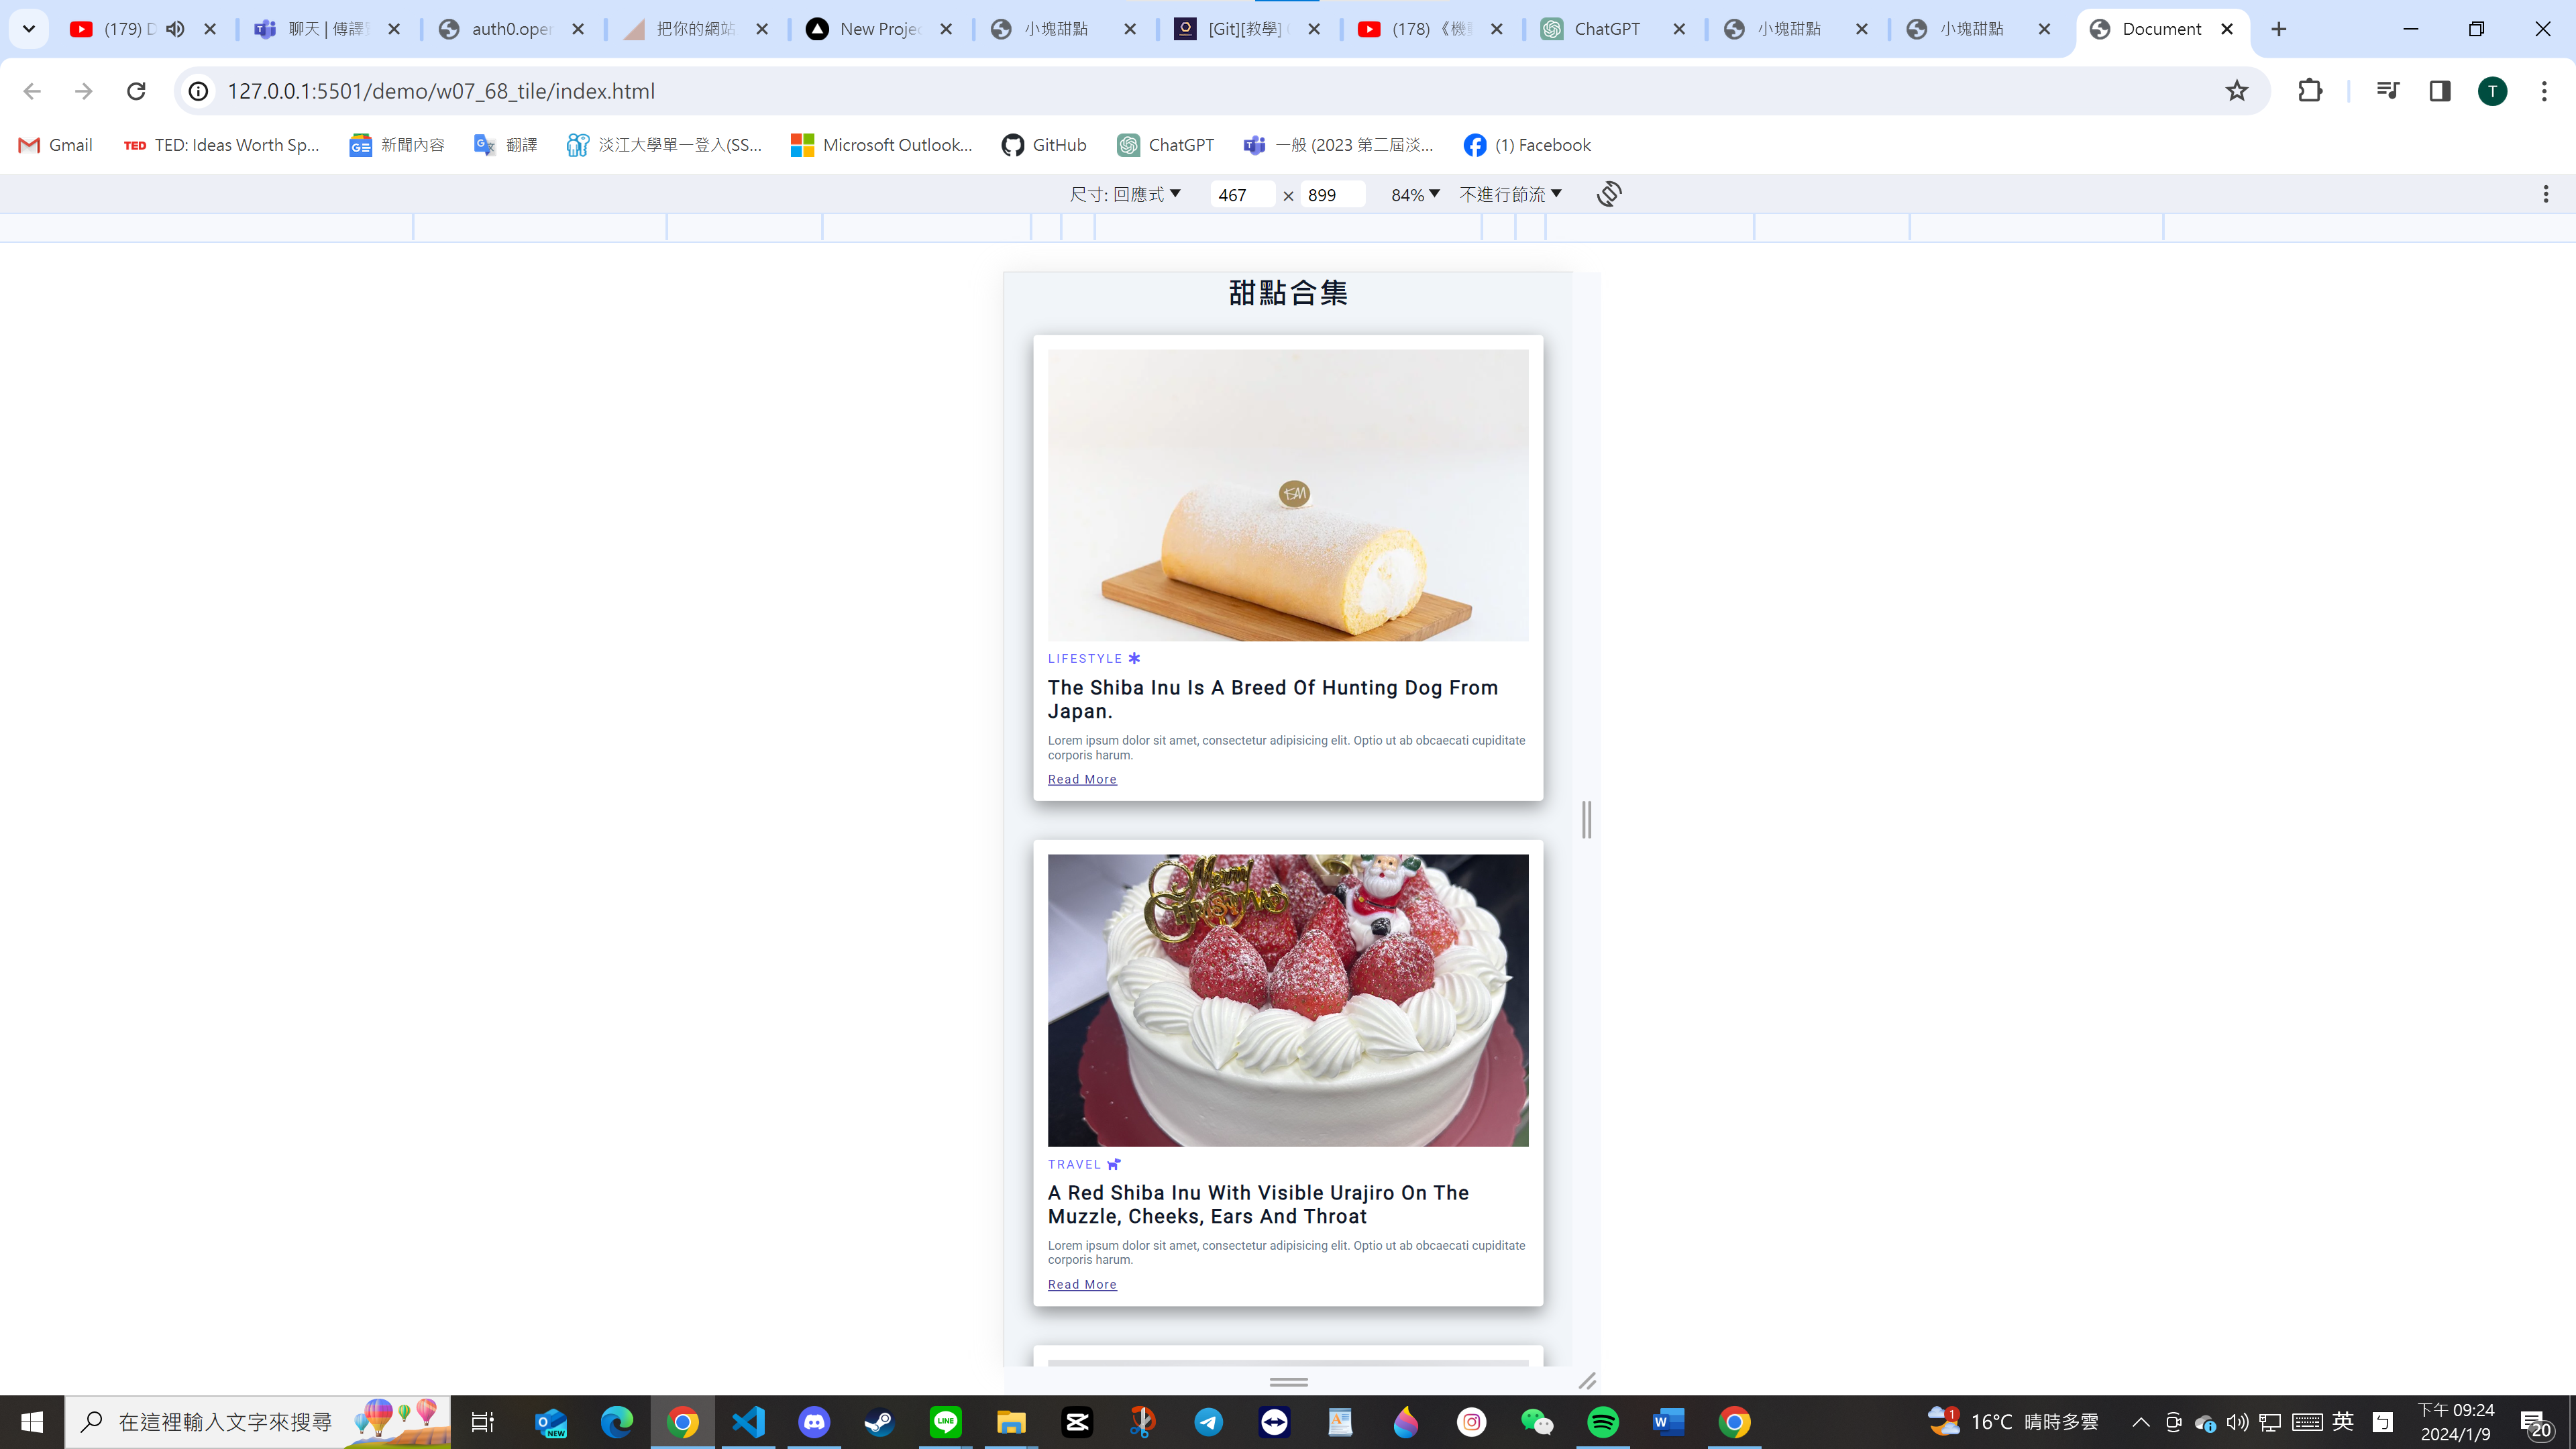 (179) D
聊天 | 傅譯
auth0.oper
把你的網站
New Projec
小塊甜點
[Git][教學]
(178) 《機
ChatGPT
小塊甜點
小塊甜點
Document
127.0.0.1:5501/demo/w07_68_tile/index.html
T
Gmail
TED TED: Ideas Worth Sp...
新聞內容
翻譯
淡江大學單一登入(SS...
Microsoft Outlook...
GitHub
ChatGPT
一般 (2023 第二屆淡...
(1) Facebook
尺寸: 回應式 467 × 899 84% 不進行節流
甜點合集
LIFESTYLE
The Shiba Inu Is A Breed Of Hunting Dog From
Japan.
Lorem ipsum dolor sit amet, consectetur adipisicing elit. Optio ut ab obcaecati cupiditate
corporis harum.
Read More
Merry
Christmas
TRAVEL
A Red Shiba Inu With Visible Urajiro On The
Muzzle, Cheeks, Ears And Throat
Lorem ipsum dolor sit amet, consectetur adipisicing elit. Optio ut ab obcaecati cupiditate
corporis harum.
Read More
在這裡輸入文字來搜尋
NEW
LINE
1
16°C 晴時多雲
英
下午 09:24
2024/1/9
20